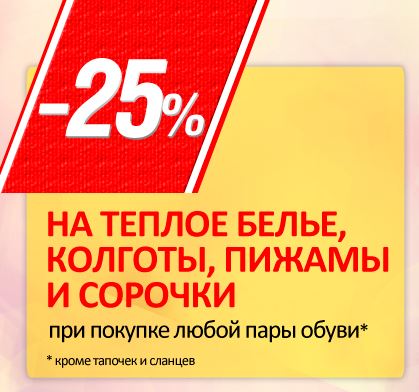 -25%
НА ТЕПЛОЕ БЕЛЬЕ,
КОЛГОТЫ, ПИЖАМЫ
И СОРОЧКИ
при покупке любой пары обуви*
* кроме тапочек и сланцев